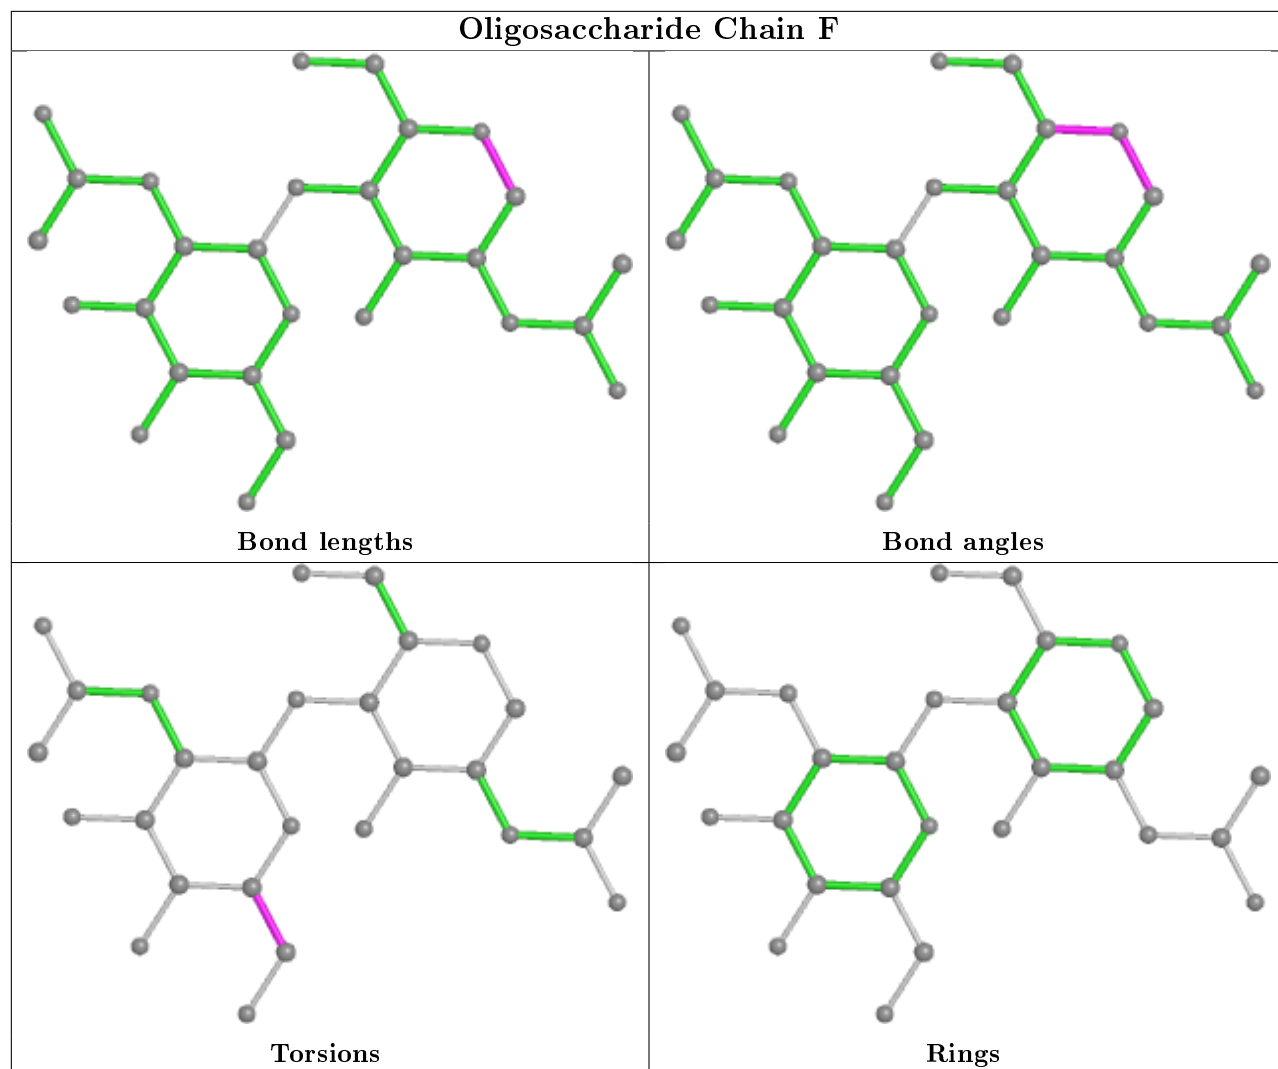 Oligosaccharide Chain F
Bond lengths
Bond angles
Torsions
Rings